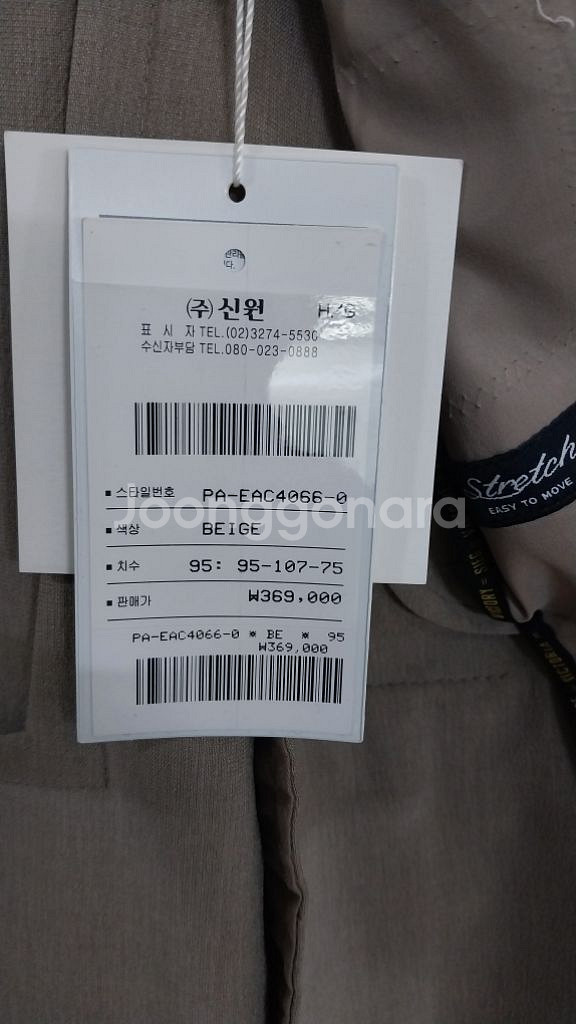 (주)신원
표 시 자 TEL.(02)3274-5530
수신자부담 TEL.080-023-0888
▪ 스타일번호 PA-EAC4066-0
▪ 색상 BEIGE
▪ 치수 95: 95-107-75
▪ 판매가 ₩369,000
PA-EAC4066-0 * BE * 95
₩369,000
Joonggonara
Stretch
EASY TO MOVE